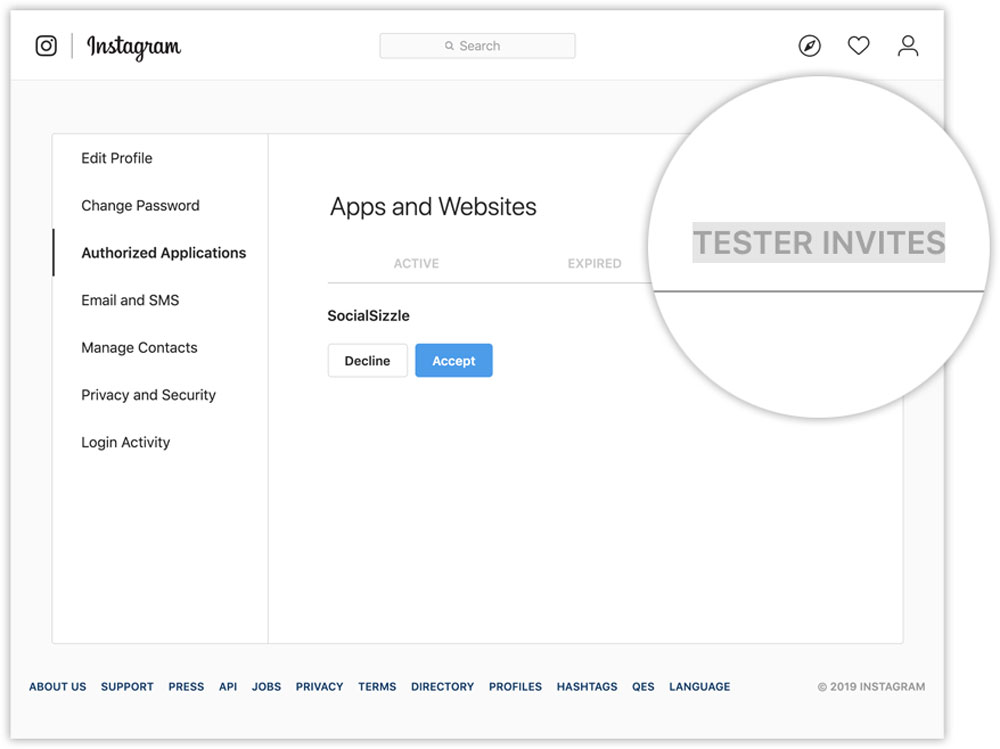 Instagram
Search
Edit Profile
Change Password
Authorized Applications
Email and SMS
Manage Contacts
Privacy and Security
Login Activity
Apps and Websites
ACTIVE EXPIRED TESTER INVITES
SocialSizzle
Decline Accept
ABOUT US SUPPORT PRESS API JOBS PRIVACY TERMS DIRECTORY PROFILES HASHTAGS QES LANGUAGE © 2019 INSTAGRAM